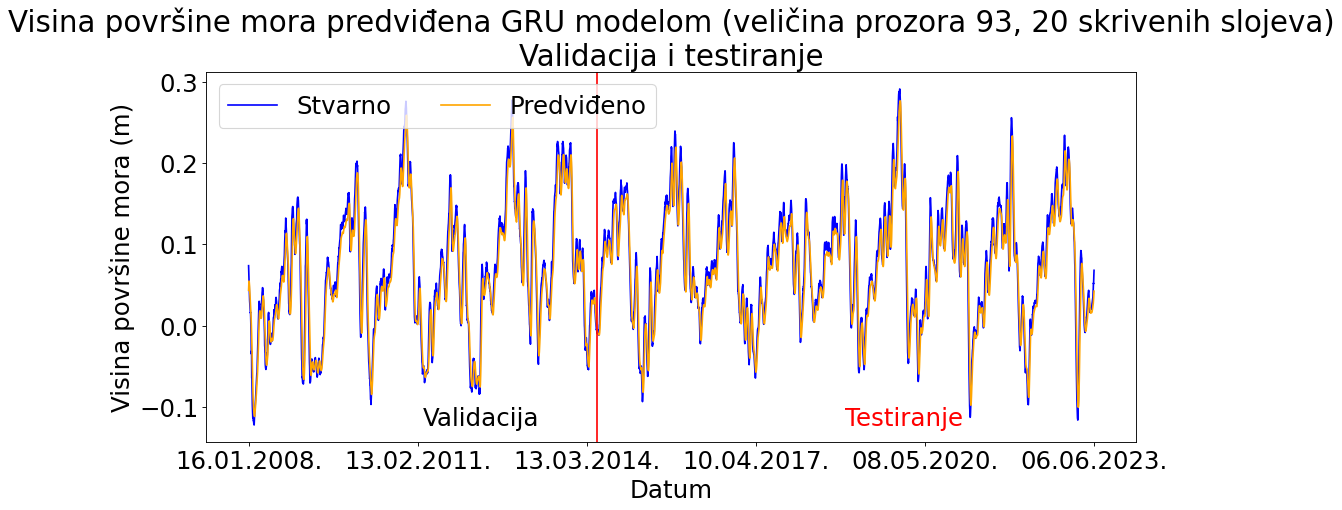 Visina površine mora predviđena GRU modelom (veličina prozora 93, 20 skrivenih slojeva)
Validacija i testiranje
Stvarno
Predviđeno
Visina površine mora (m)
0.3
0.2
0.1
0.0
−0.1
Validacija
Testiranje
16.01.2008.
13.02.2011.
13.03.2014.
10.04.2017.
08.05.2020.
06.06.2023.
Datum